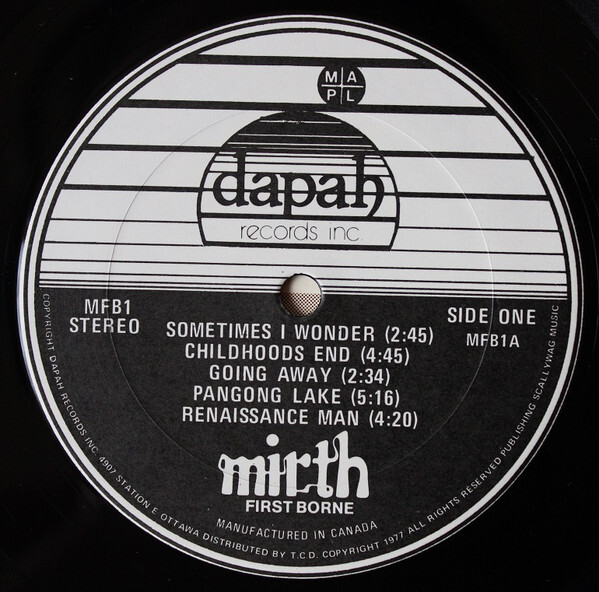 M A
P L
dapah
records inc
MFB1
STEREO
SIDE ONE
MFB1A
SOMETIMES I WONDER (2:45)
CHILDHOODS END (4:45)
GOING AWAY (2:34)
PANGONG LAKE (5:16)
RENAISSANCE MAN (4:20)
mirth
FIRST BORNE
MANUFACTURED IN CANADA
COPYRIGHT DAPAH RECORDS INC. 4907 STATION E OTTAWA DISTRIBUTED BY T.C.D. COPYRIGHT 1977 ALL RIGHTS RESERVED PUBLISHING SCALLYWAG MUSIC